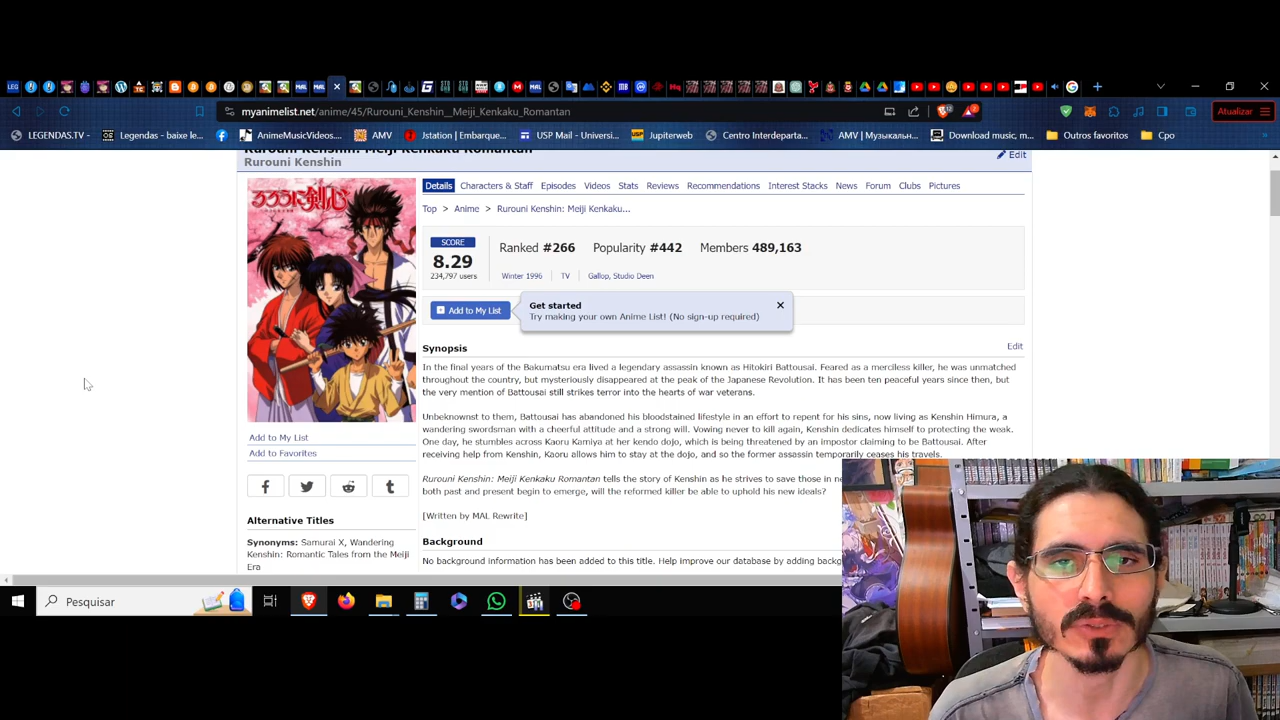 myanimelist.net/anime/45/Rurouni_Kenshin__Meiji_Kenkaku_Romantan
Atualizar
LEGENDS.TV -
Legendas - baixe le...
AnimeMusicVideos....
AMV
Jstation | Embarque...
USP Mail - Universi...
Jupiterweb
Centro Interdeparta...
AMV | Музыкальн...
Download music, m...
Outros favoritos
Cpo
Rurouni Kenshin: Meiji Kenkaku Romantan
Rurouni Kenshin
Edit
るろうに剣心
Details
Characters & Staff
Episodes
Videos
Stats
Reviews
Recommendations
Interest Stacks
News
Forum
Clubs
Pictures
Top > Anime > Rurouni Kenshin: Meiji Kenkaku...
SCORE
8.29
234,797 users
Ranked #266
Popularity #442
Members 489,163
Winter 1996
TV
Gallop, Studio Deen
Add to My List
Get started
Try making your own Anime List! (No sign-up required)
Synopsis
Edit
In the final years of the Bakumatsu era lived a legendary assassin known as Hitokiri Battousai. Feared as a merciless killer, he was unmatched
throughout the country, but mysteriously disappeared at the peak of the Japanese Revolution. It has been ten peaceful years since then, but
the very mention of Battousai still strikes terror into the hearts of war veterans.
Unbeknownst to them, Battousai has abandoned his bloodstained lifestyle in an effort to repent for his sins, now living as Kenshin Himura, a
wandering swordsman with a cheerful attitude and a strong will. Vowing never to kill again, Kenshin dedicates himself to protecting the weak.
One day, he stumbles across Kaoru Kamiya at her kendo dojo, which is being threatened by an impostor claiming to be Battousai. After
receiving help from Kenshin, Kaoru allows him to stay at the dojo, and so the former assassin temporarily ceases his travels.
Rurouni Kenshin: Meiji Kenkaku Romantan tells the story of Kenshin as he strives to save those in
both past and present begin to emerge, will the reformed killer be able to uphold his new ideals?
[Written by MAL Rewrite]
Background
No background information has been added to this title. Help improve our database by adding
Add to My List
Add to Favorites
Alternative Titles
Synonyms: Samurai X, Wandering
Kenshin: Romantic Tales from the Meiji
Era
Pesquisar